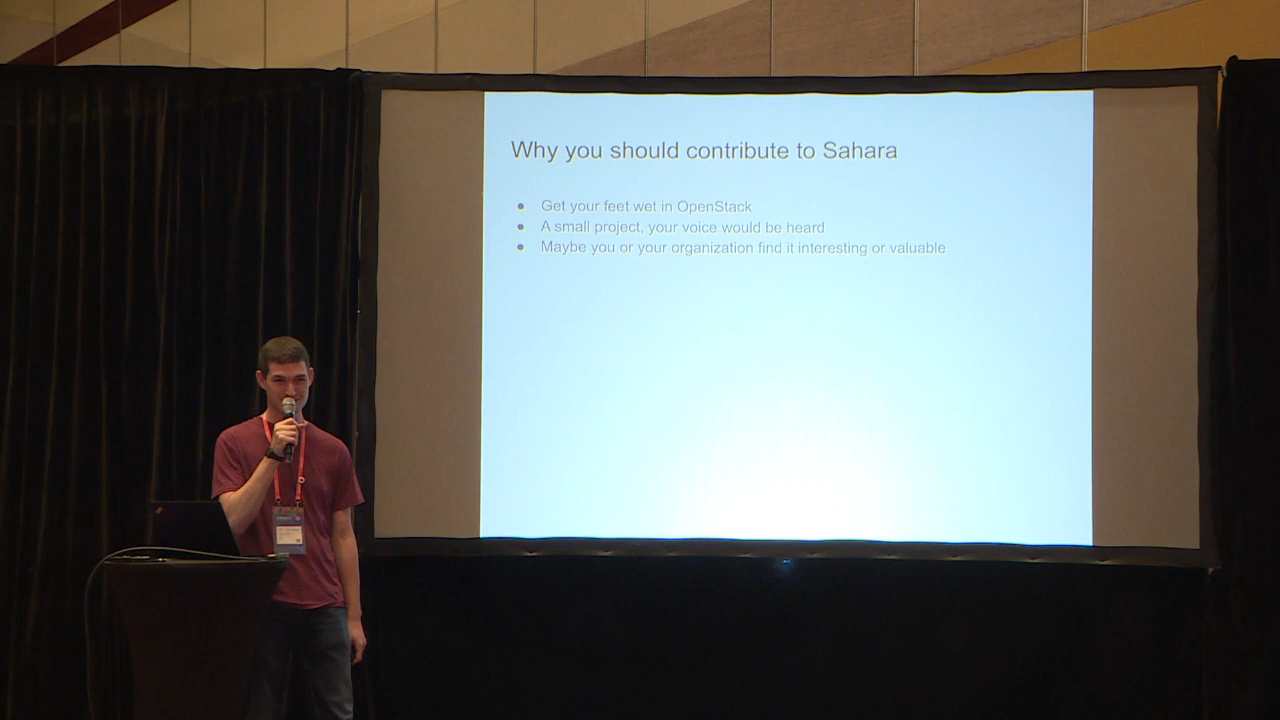 Why you should contribute to Sahara
● Get your feet wet in OpenStack
● A small project, your voice would be heard
● Maybe you or your organization find it interesting or valuable